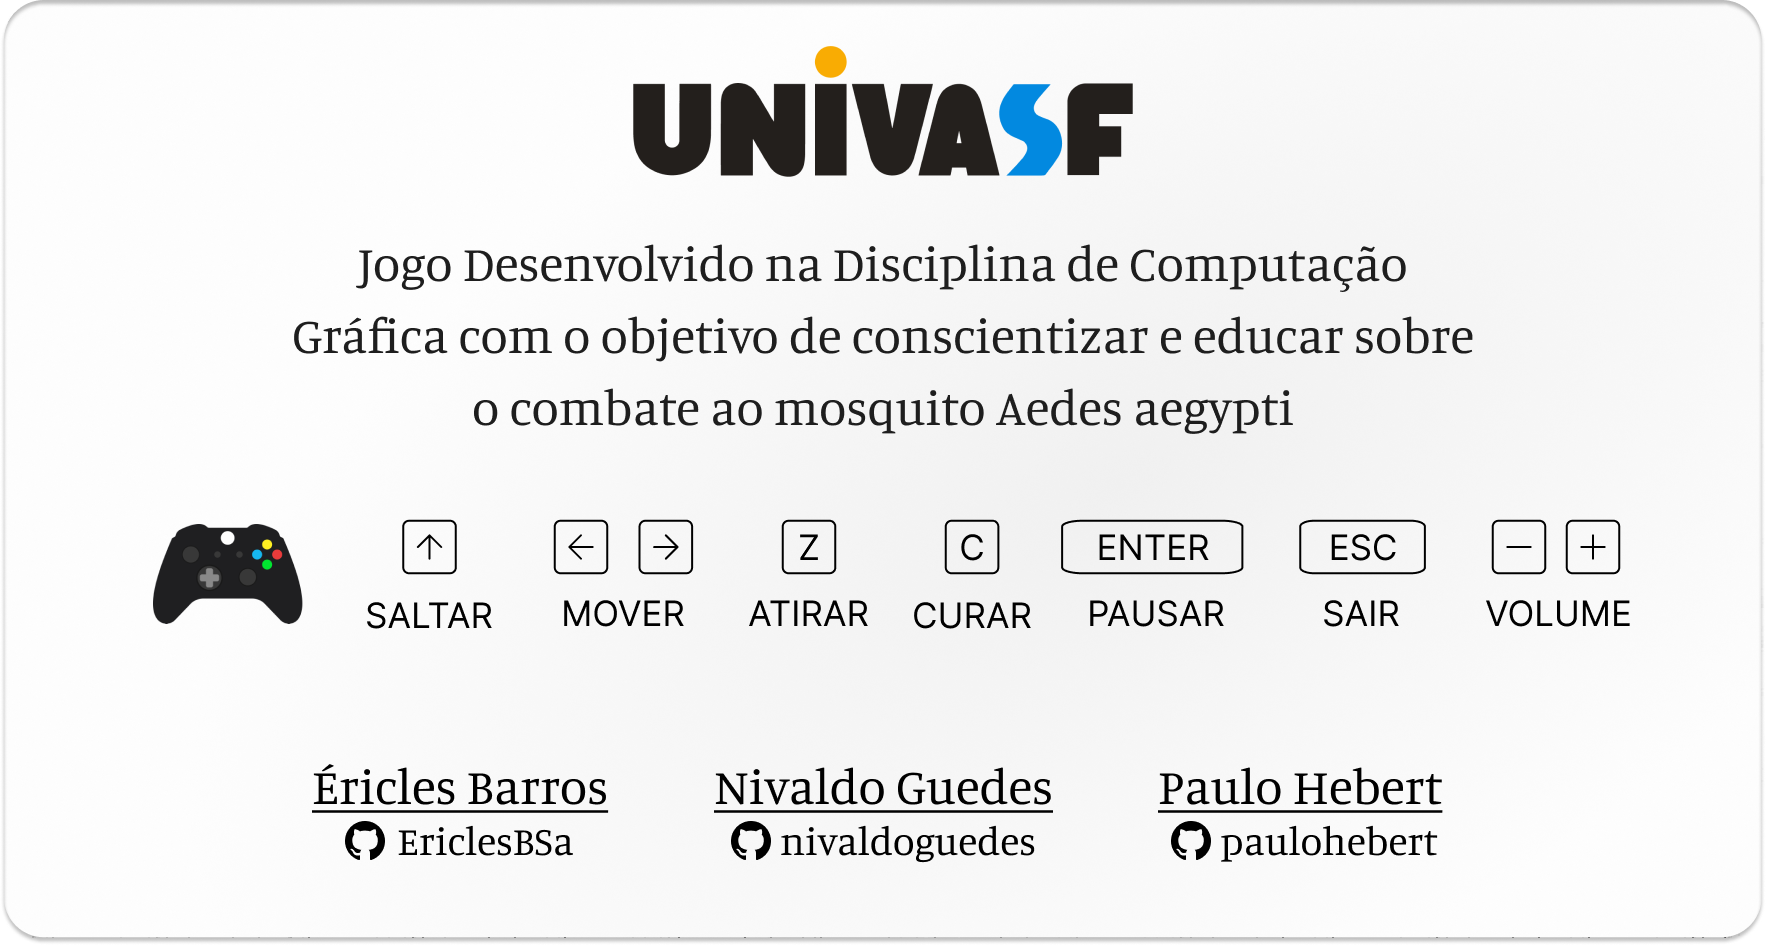 UNIVASF
Jogo Desenvolvido na Disciplina de Computação
Gráfica com o objetivo de conscientizar e educar sobre
o combate ao mosquito Aedes aegypti
↑ ← → Z C ENTER ESC − +
SALTAR MOVER ATIRAR CURAR PAUSAR SAIR VOLUME
Éricles Barros Nivaldo Guedes Paulo Hebert
EriclesBSa nivaldoguedes paulohebert